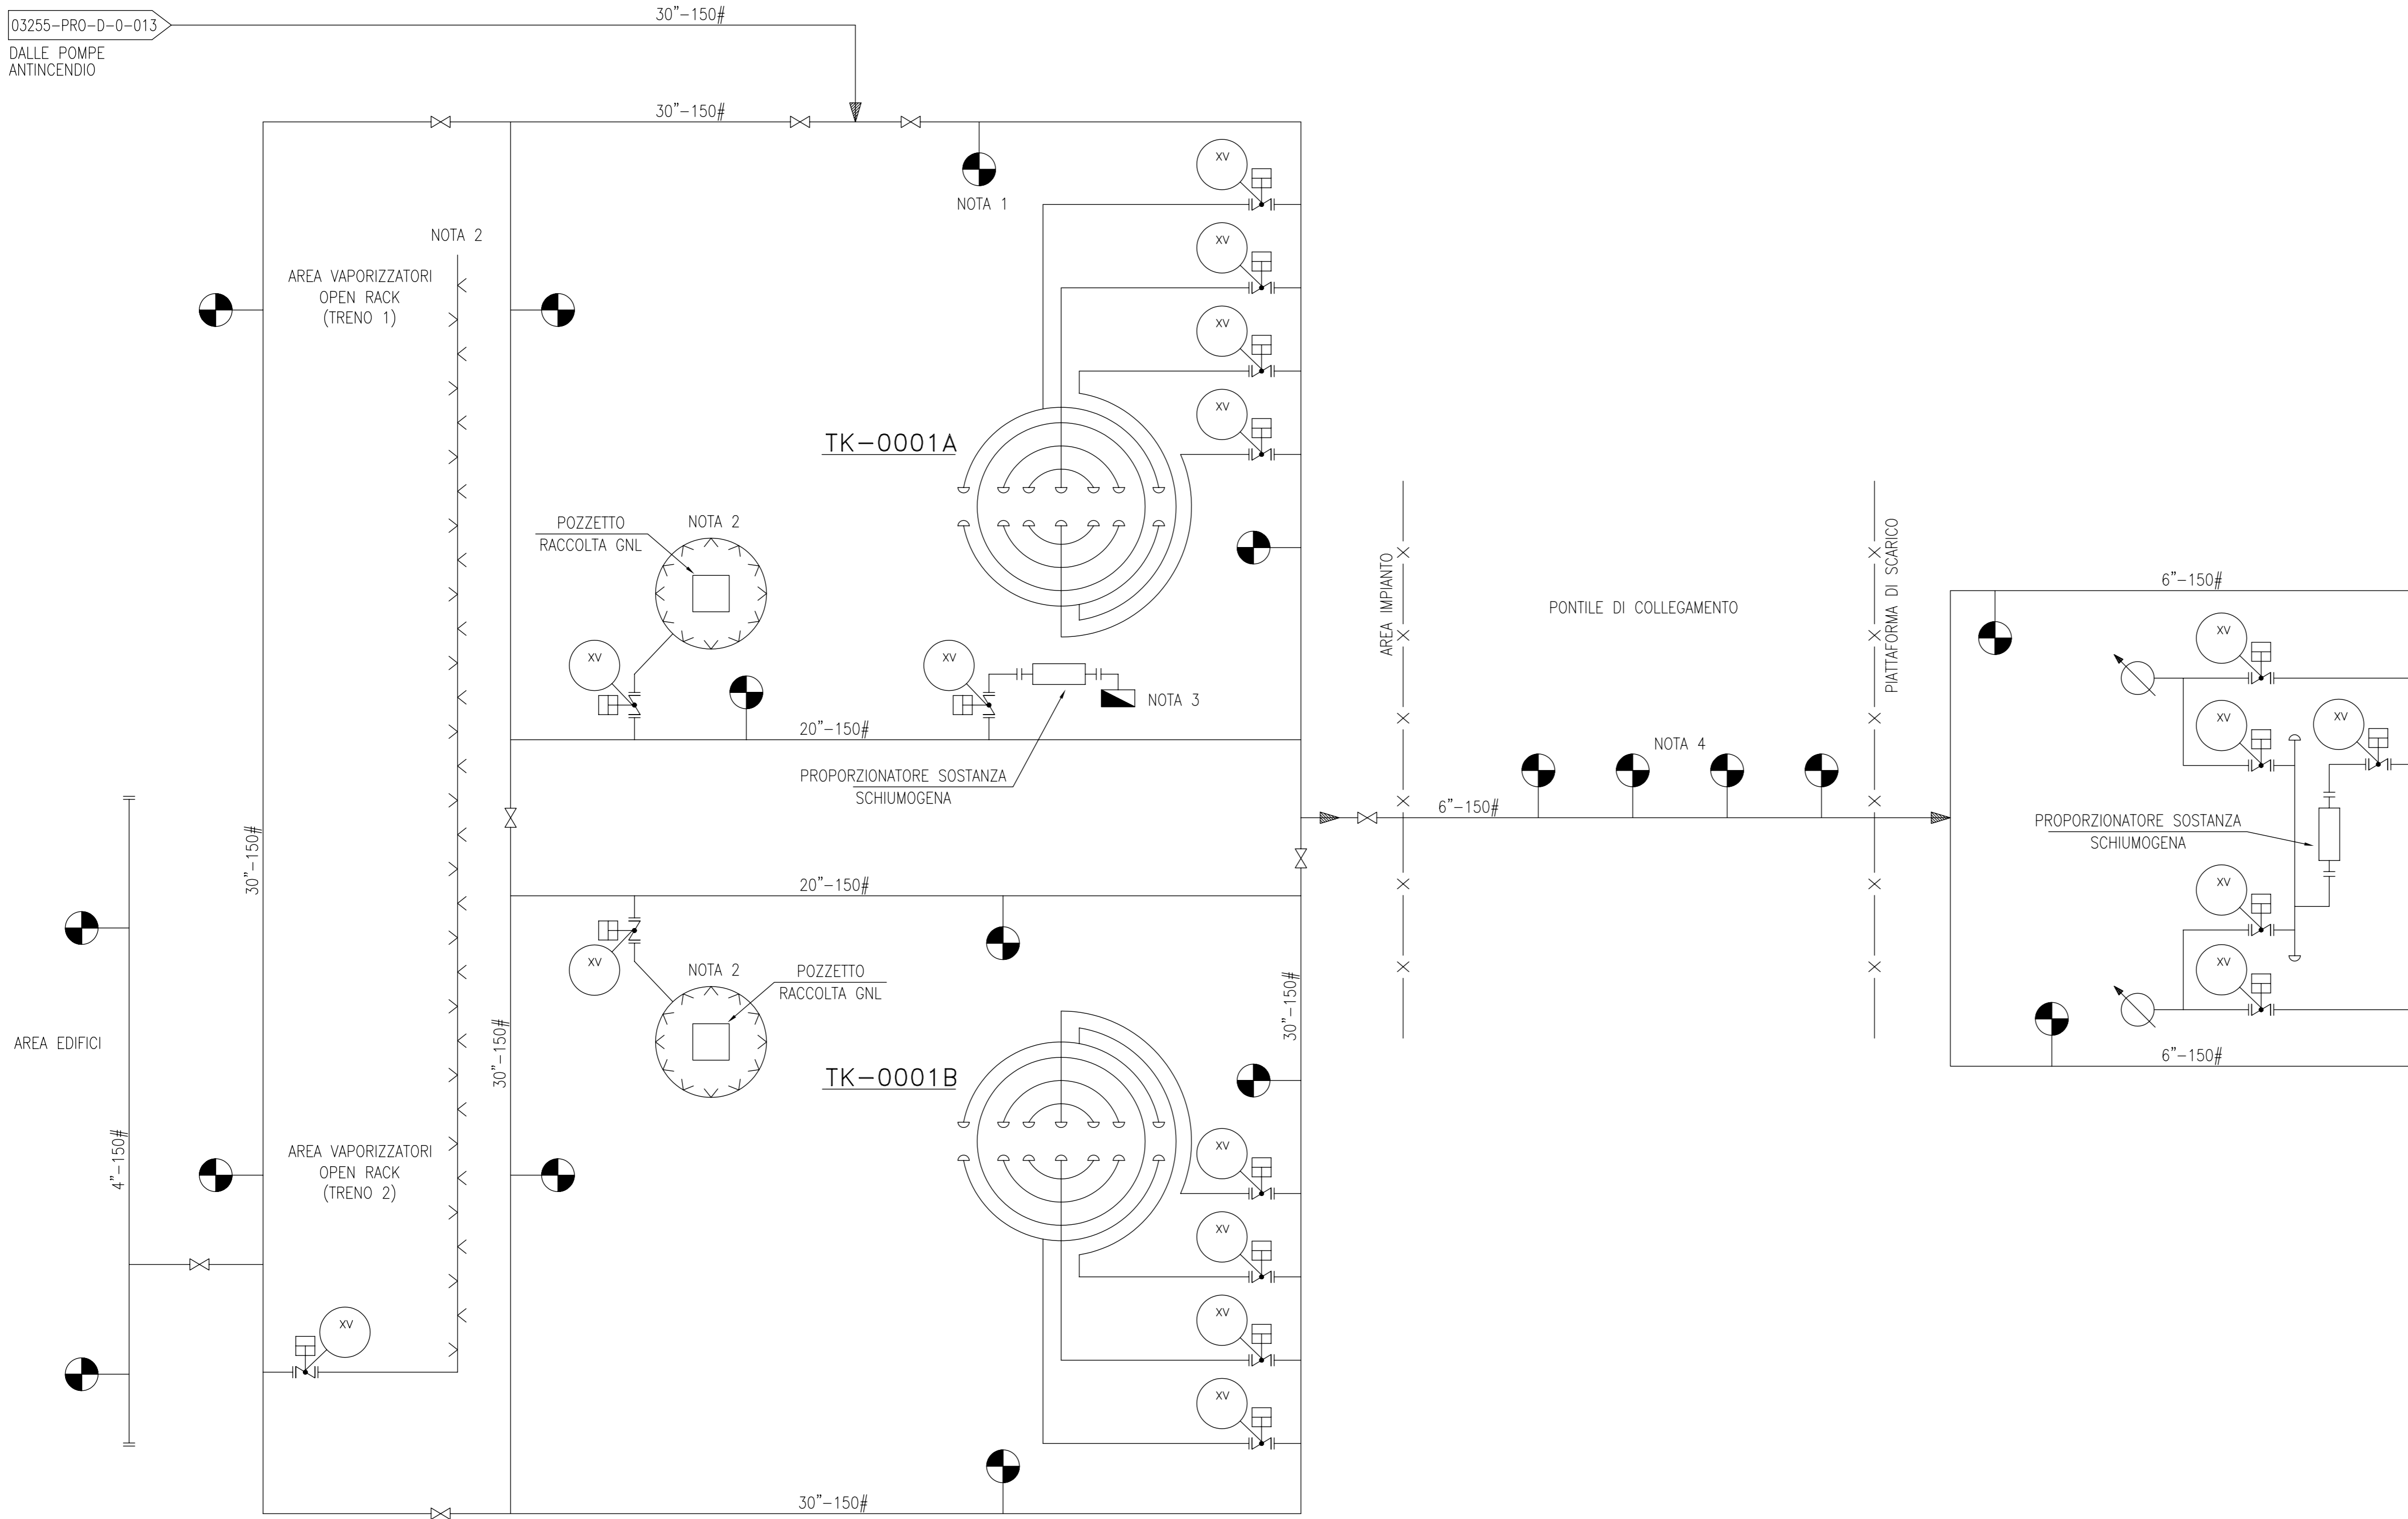 30”-150#
03255-PRO-D-0-013
DALLE POMPE
ANTINCENDIO
30”-150#
XV
NOTA 1
NOTA 2
XV
AREA VAPORIZZATORI
OPEN RACK
(TRENO 1)
XV
XV
TK-0001A
POZZETTO
RACCOLTA GNL
NOTA 2
AREA IMPIANTO
PONTILE DI COLLEGAMENTO
PIATTAFORMA DI SCARICO
6”-150#
XV
XV
XV
NOTA 3
20”-150#
XV
XV
NOTA 4
PROPORZIONATORE SOSTANZA
SCHIUMOGENA
6”-150#
PROPORZIONATORE SOSTANZA
SCHIUMOGENA
30”-150#
20”-150#
XV
XV
NOTA 2
POZZETTO
RACCOLTA GNL
XV
30”-150#
30”-150#
AREA EDIFICI
6”-150#
TK-0001B
4”-150#
AREA VAPORIZZATORI
OPEN RACK
(TRENO 2)
XV
XV
XV
XV
XV
30”-150#